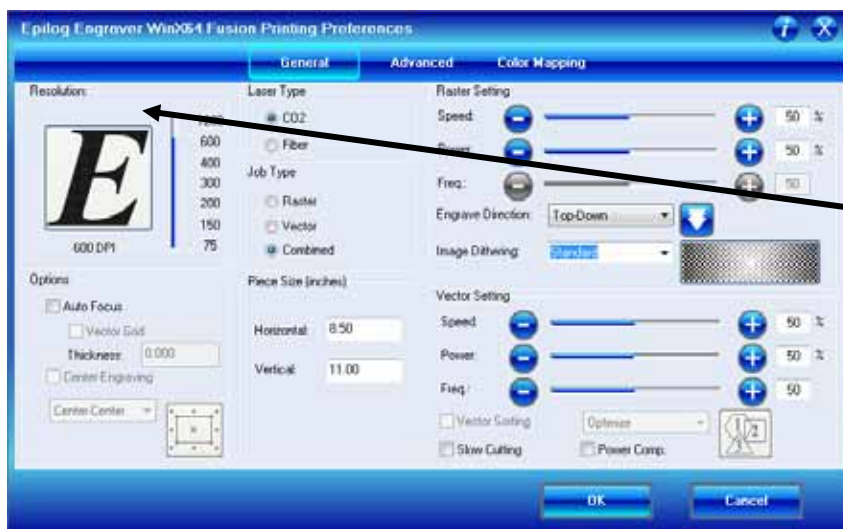 Epilog Engraver WinX64 Fusion Printing Preferences
General Advanced Color Mapping
Resolution:
E
600
400
300
200
150
75
600 DPI
Options
Auto Focus
Vector Grid
Thickness: 0.000
Center Engraving
Center-Center
Laser Type
CO2
Fiber
Job Type
Raster
Vector
Combined
Piece Size (inches)
Horizontal: 8.50
Vertical: 11.00
Raster Setting
Speed: 50 %
50 %
Freq.: 50
Engrave Direction: Top-Down
Image Dithering: Standard
Vector Setting
Speed: 50 %
Power: 50 %
Freq.: 50
Vector Sorting Optimize
1 2 3
Slow Cutting Power Comp.
OK Cancel